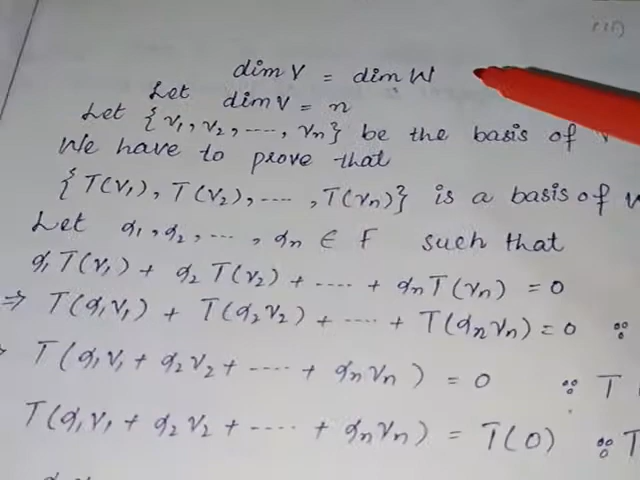 dim V = dim W
Let dim V = n
Let {v₁, v₂, ----, vₙ} be the basis of V
We have to prove that
{T(v₁), T(v₂), ----, T(vₙ)} is a basis of W
Let α₁, α₂, ---, αₙ ∈ F such that
α₁T(v₁) + α₂T(v₂) + ---- + αₙT(vₙ) = 0
⇒ T(α₁v₁) + T(α₂v₂) + ---- + T(αₙvₙ) = 0 ∵
T(α₁v₁ + α₂v₂ + ---- + αₙvₙ) = 0 ∵ T
T(α₁v₁ + α₂v₂ + ---- + αₙvₙ) = T(0) ∵ T